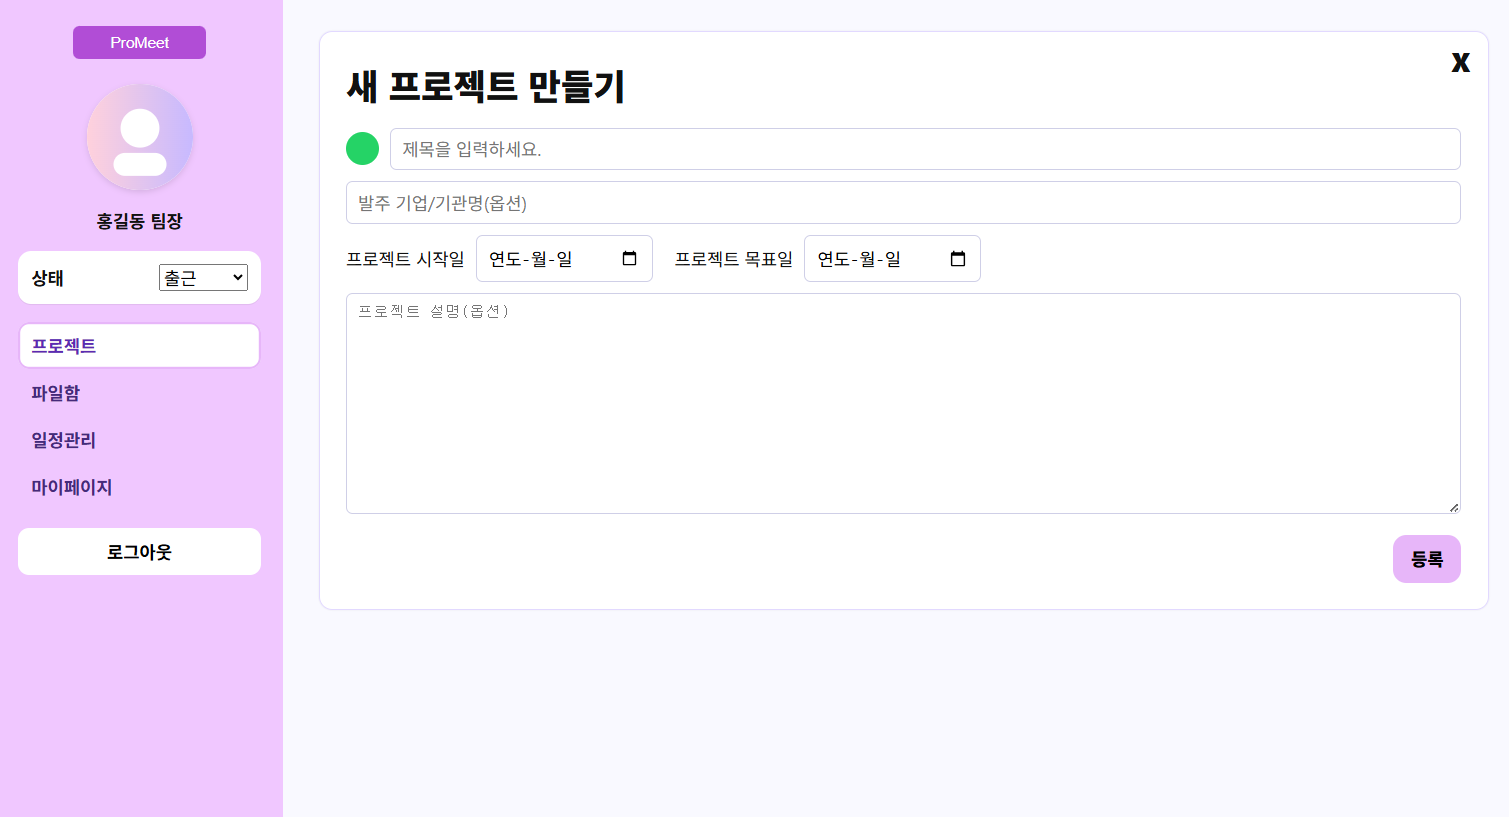 ProMeet
홍길동 팀장
상태
출근
프로젝트
파일함
일정관리
마이페이지
로그아웃
X
새 프로젝트 만들기
제목을 입력하세요.
발주 기업/기관명(옵션)
프로젝트 시작일 연도-월-일 프로젝트 목표일 연도-월-일
프로젝트 설명(옵션)
등록